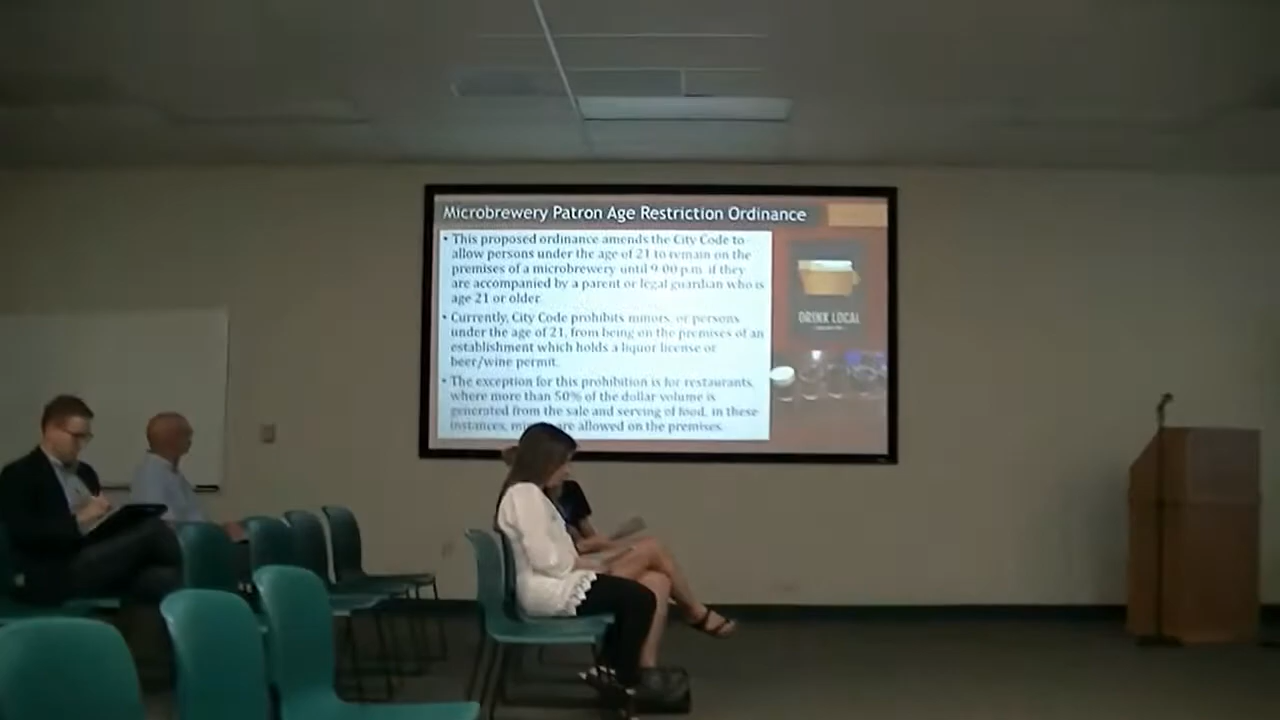 Microbrewery Patron Age Restriction Ordinance
• This proposed ordinance amends the City Code to
allow persons under the age of 21 to remain on the
premises of a microbrewery until 9:00 p.m. if they
are accompanied by a parent or legal guardian who is
age 21 or older.
• Currently, City Code prohibits minors, or persons
under the age of 21, from being on the premises of an
establishment which holds a liquor license or
beer/wine permit.
• The exception for this prohibition is for restaurants,
where more than 50% of the dollar volume is
generated from the sale and serving of food, in these
instances, are allowed on the premises.
DRINK LOCAL